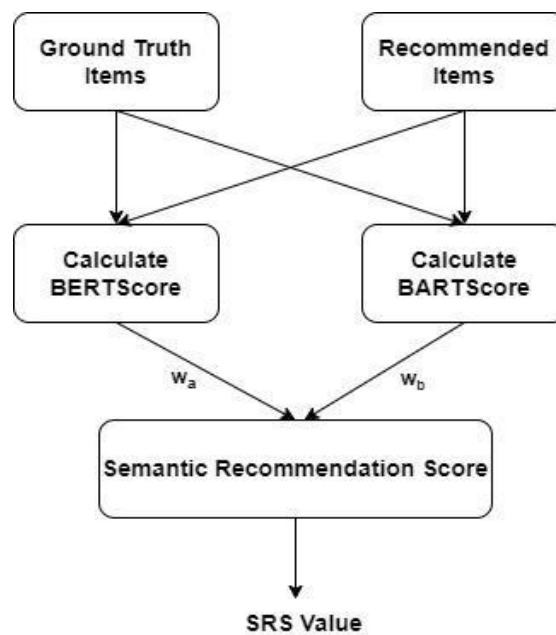 Ground Truth
Items
Recommended
Items
Calculate
BERTScore
Calculate
BARTScore
wa
wb
Semantic Recommendation Score
SRS Value